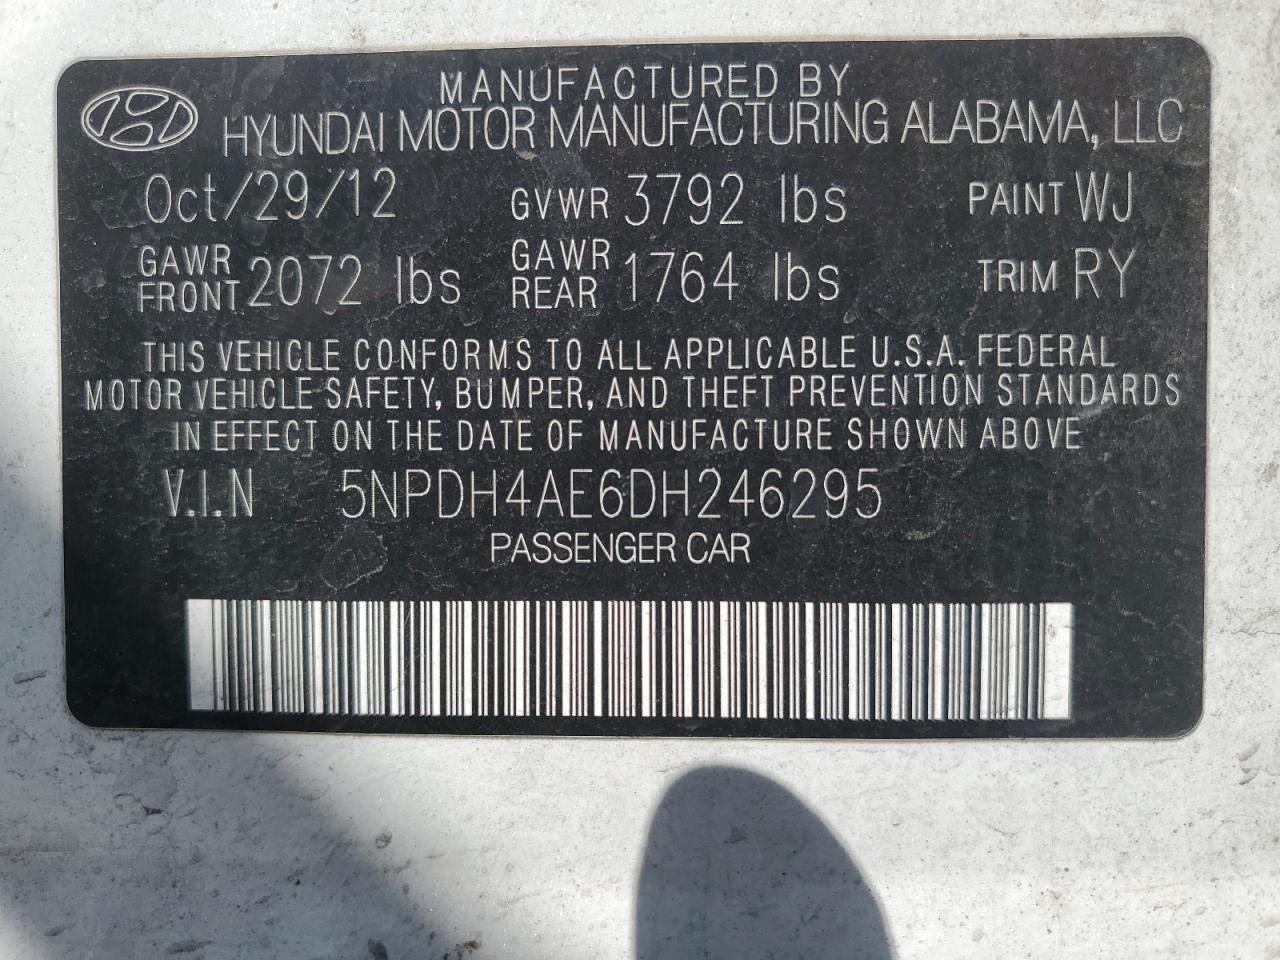 MANUFACTURED BY
HYUNDAI MOTOR MANUFACTURING ALABAMA, LLC
Oct/29/12 GVWR 3792 lbs PAINT WJ
GAWR FRONT 2072 lbs GAWR REAR 1764 lbs TRIM RY
THIS VEHICLE CONFORMS TO ALL APPLICABLE U.S.A. FEDERAL
MOTOR VEHICLE SAFETY, BUMPER, AND THEFT PREVENTION STANDARDS
IN EFFECT ON THE DATE OF MANUFACTURE SHOWN ABOVE
V.I.N 5NPDH4AE6DH246295
PASSENGER CAR